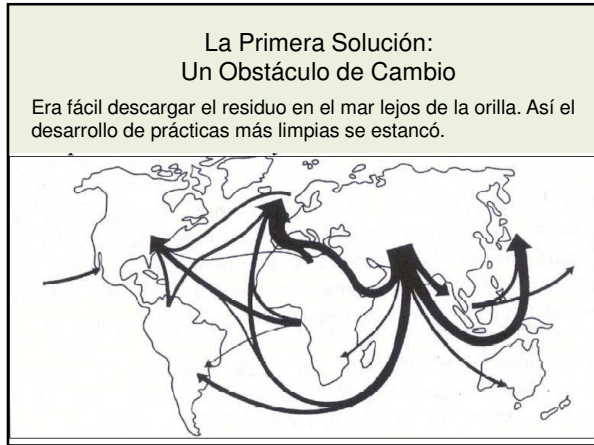 La Primera Solución:
Un Obstáculo de Cambio
Era fácil descargar el residuo en el mar lejos de la orilla. Así el
desarrollo de prácticas más limpias se estancó.